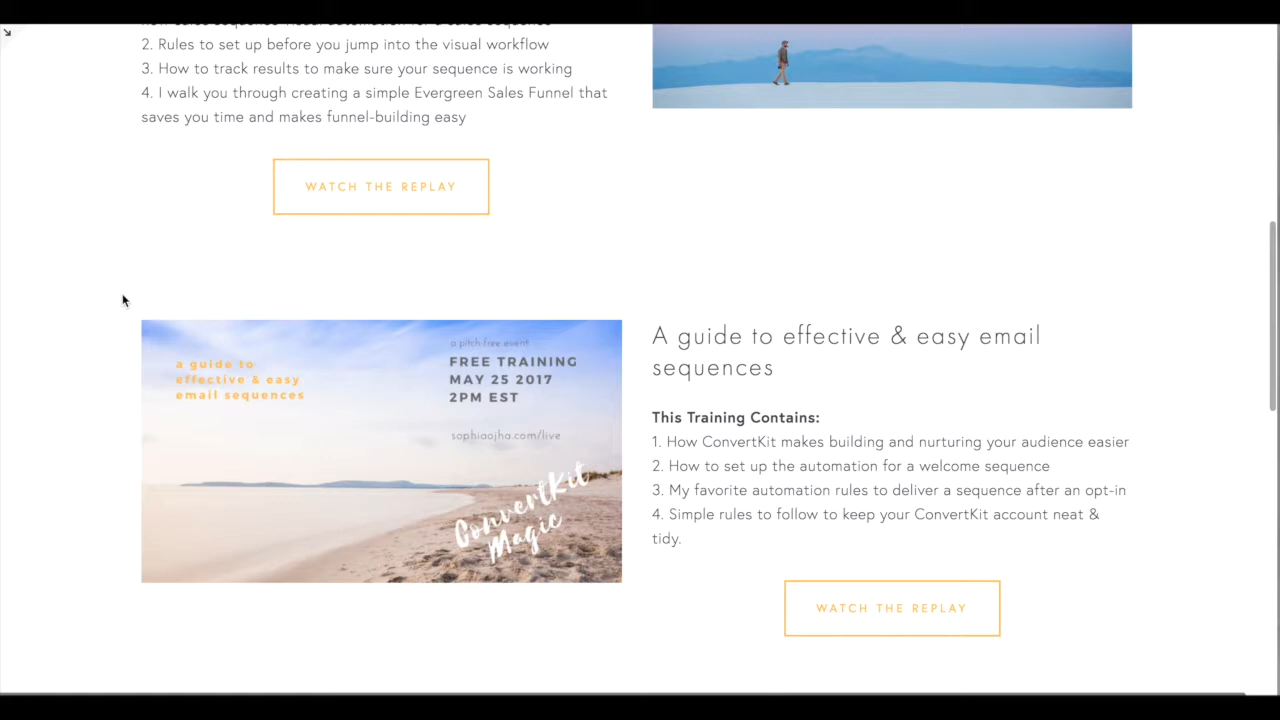 2. Rules to set up before you jump into the visual workflow
3. How to track results to make sure your sequence is working
4. I walk you through creating a simple Evergreen Sales Funnel that
saves you time and makes funnel-building easy
WATCH THE REPLAY
a guide to
effective & easy
email sequences
a pitch free event
FREE TRAINING
MAY 25 2017
2PM EST
sophiaojha.com/live
ConvertKit
Magic
A guide to effective & easy email
sequences
This Training Contains:
1. How ConvertKit makes building and nurturing your audience easier
2. How to set up the automation for a welcome sequence
3. My favorite automation rules to deliver a sequence after an opt-in
4. Simple rules to follow to keep your ConvertKit account neat &
tidy.
WATCH THE REPLAY